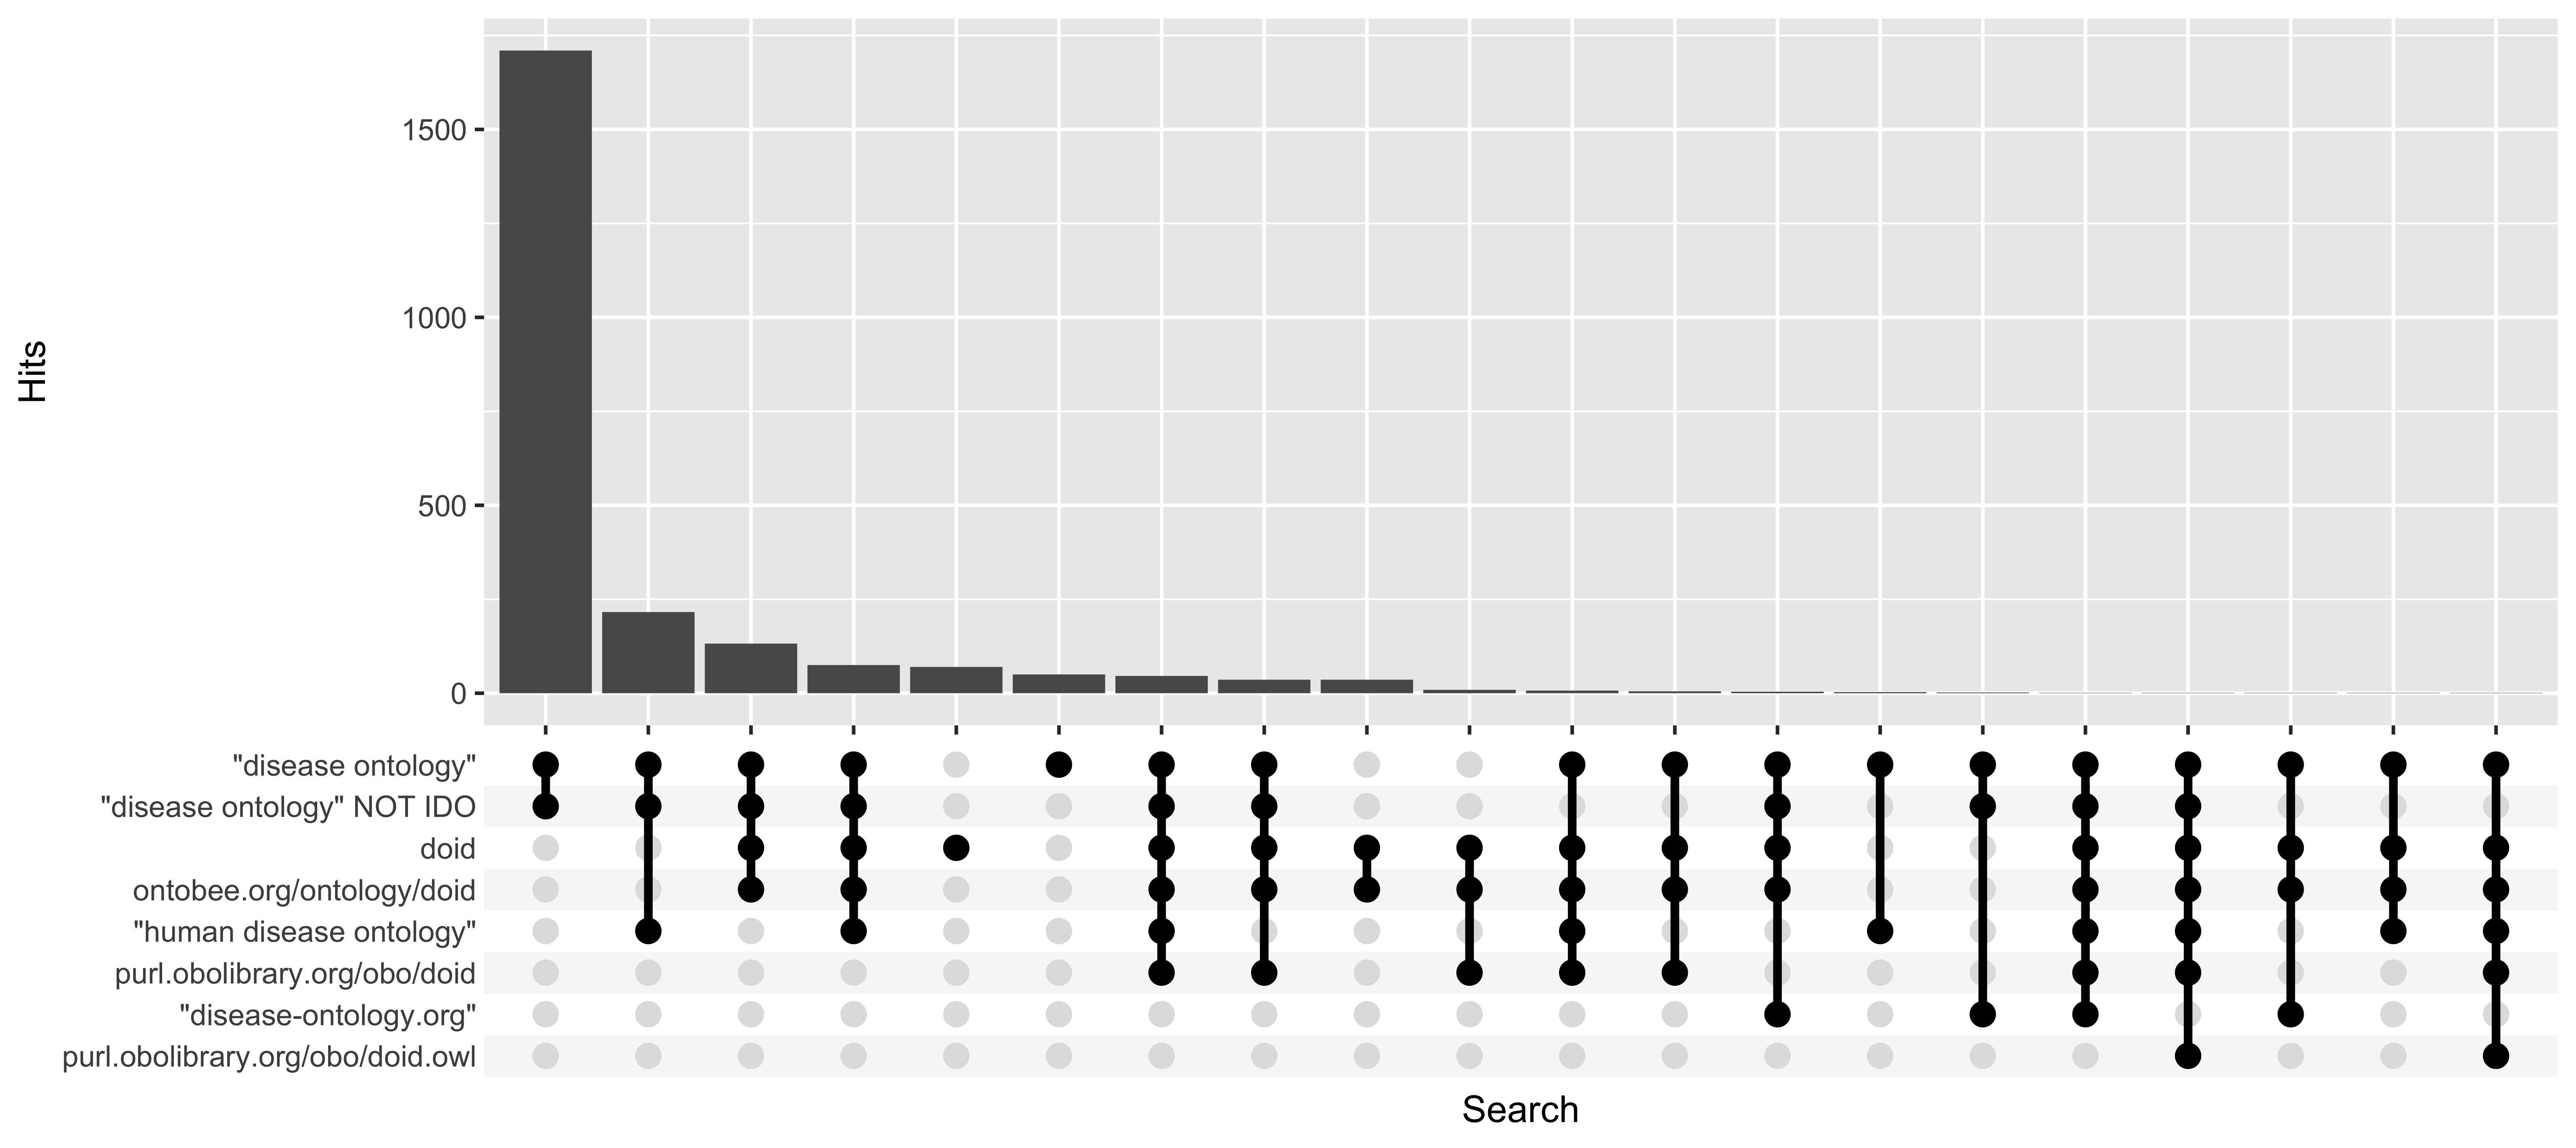 1500
1000
500
0
Hits
"disease ontology"
"disease ontology" NOT IDO
doid
ontobee.org/ontology/doid
"human disease ontology"
purl.obolibrary.org/obo/doid
"disease-ontology.org"
purl.obolibrary.org/obo/doid.owl
Search